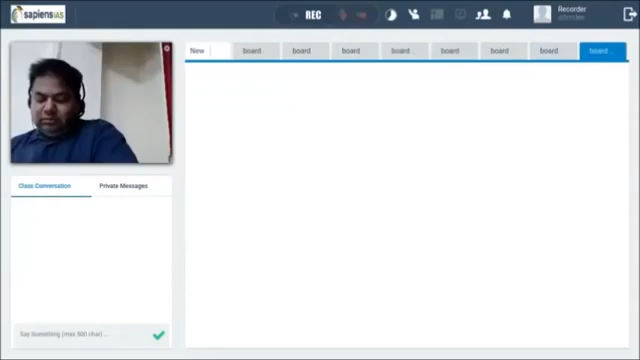 sapiensIAS
REC
Recorder
New
board
board
board
board
board
board
board
board
Class Conversation
Private Messages
Say Something (max 500 char)...